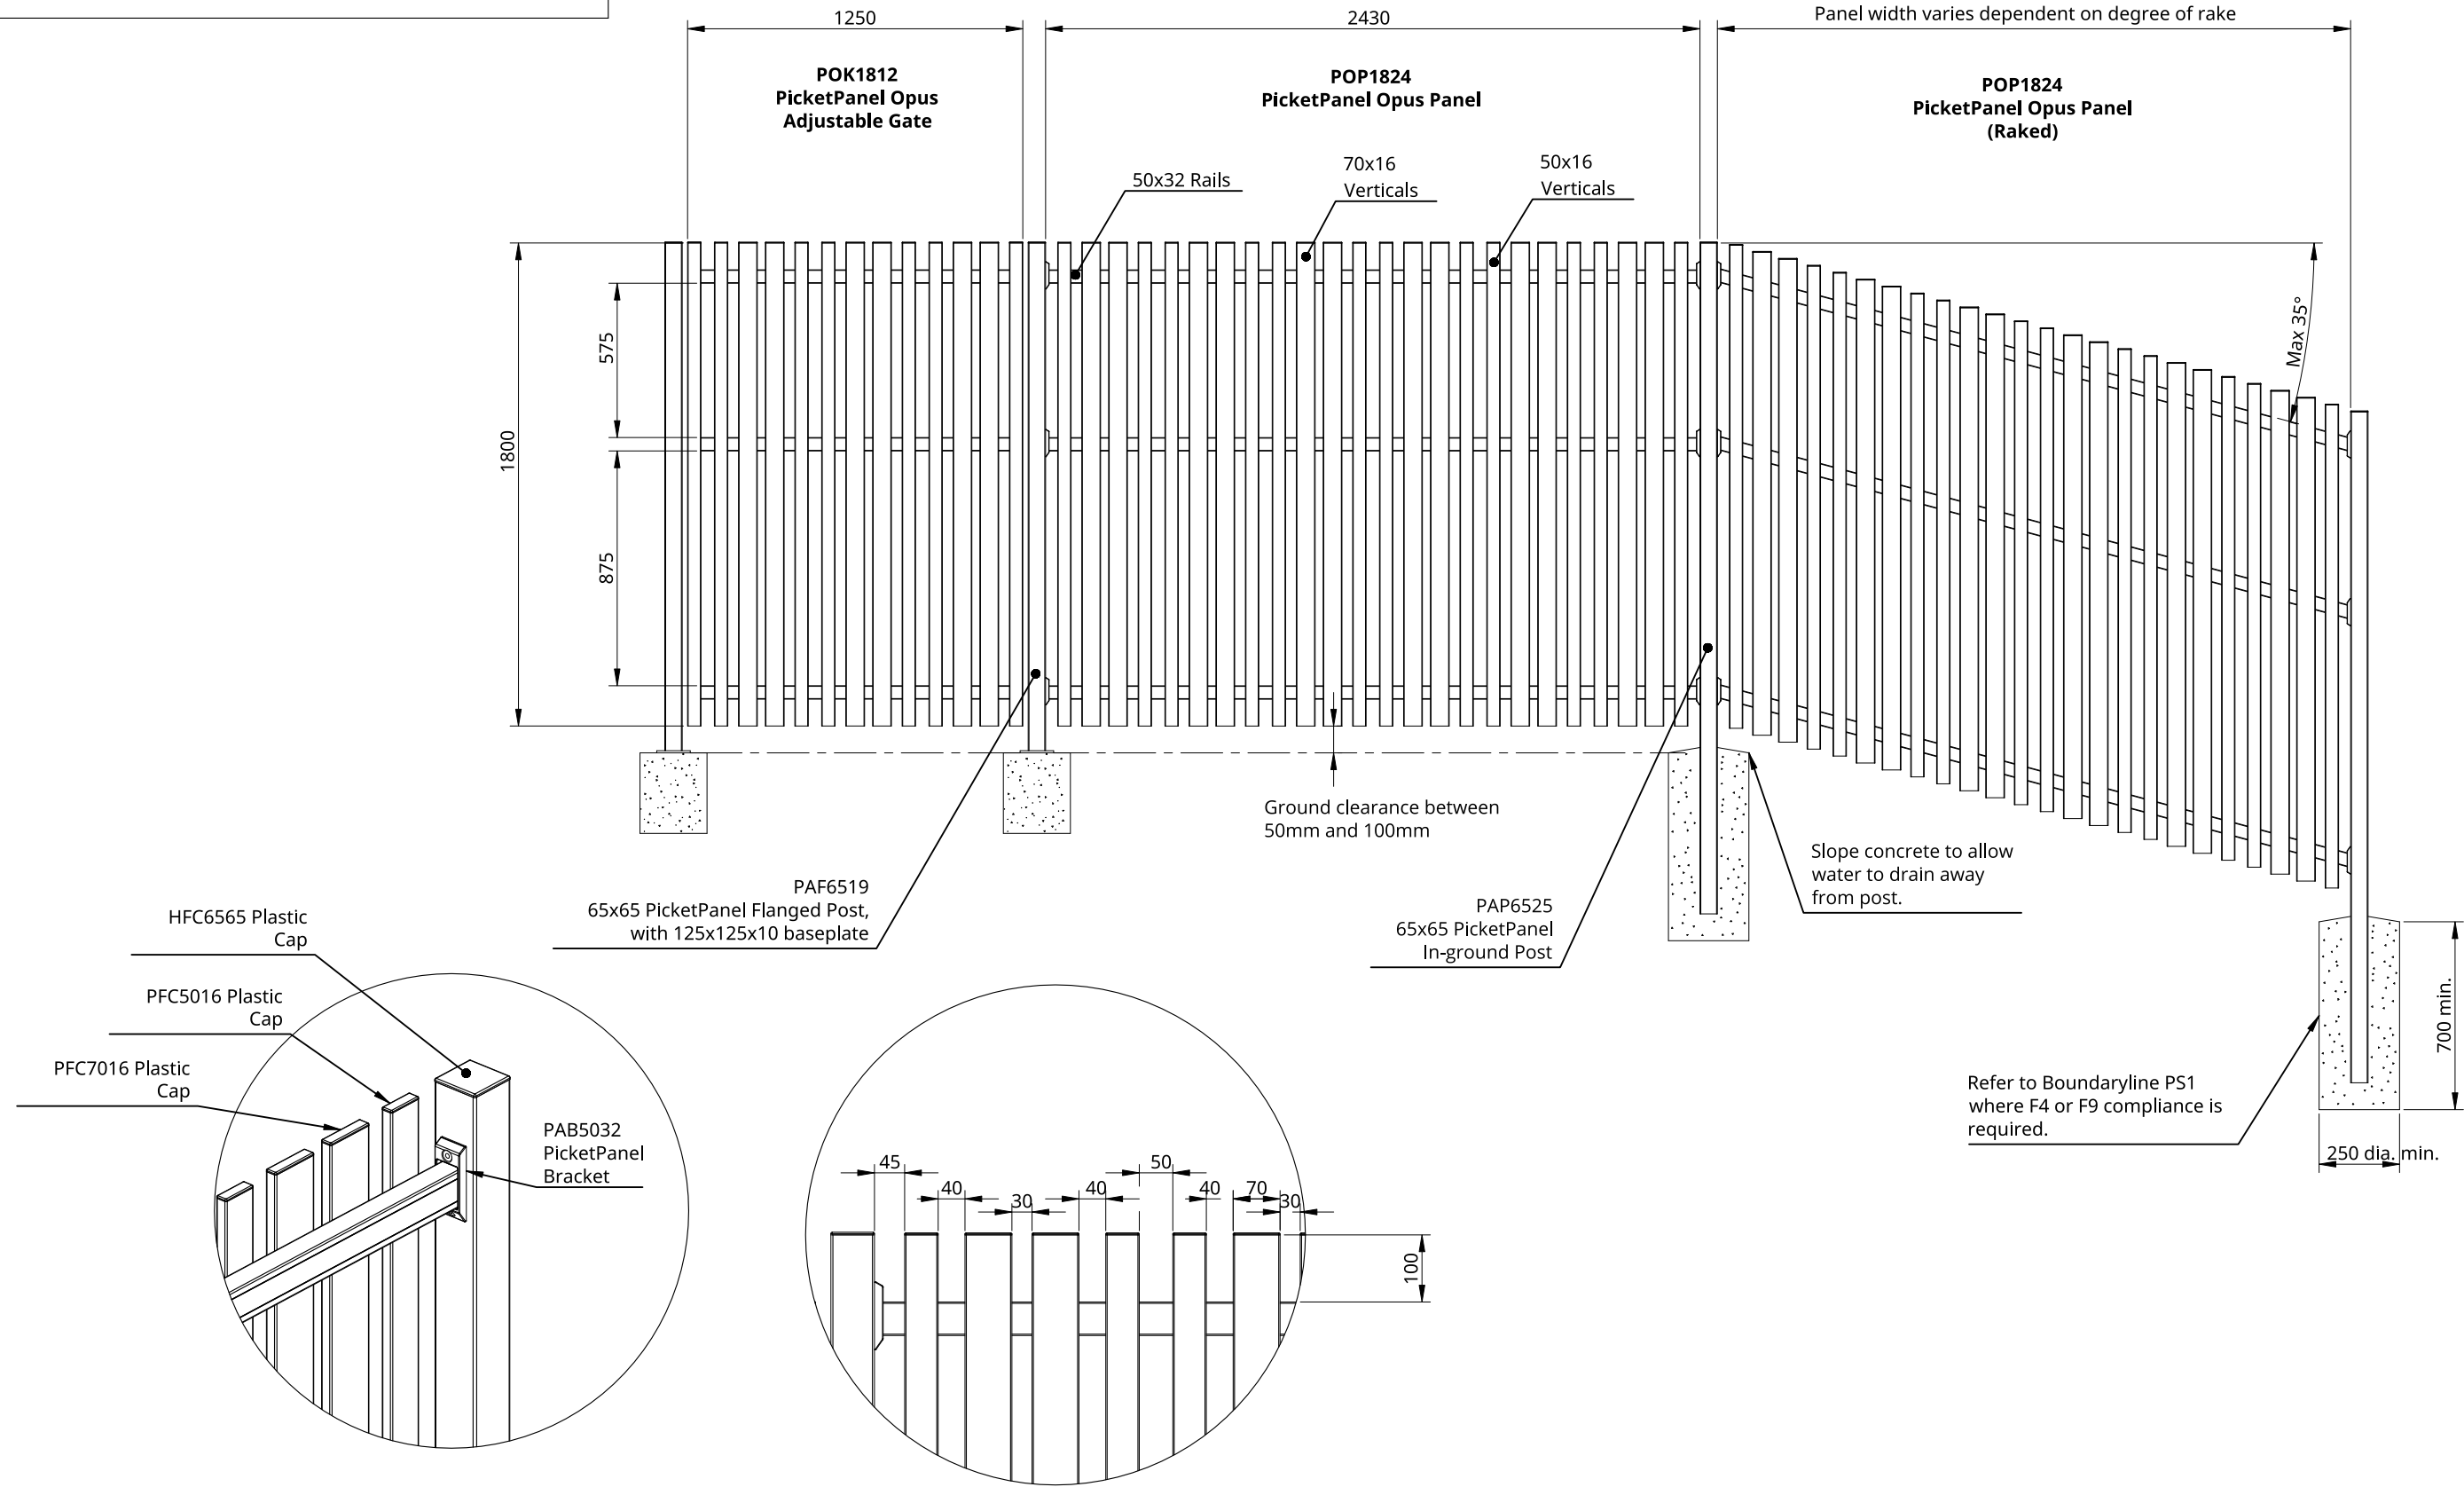 1250
2430
Panel width varies dependent on degree of rake
POK1812
PicketPanel Opus
Adjustable Gate
POP1824
PicketPanel Opus Panel
POP1824
PicketPanel Opus Panel
(Raked)
50x32 Rails
70x16
Verticals
50x16
Verticals
575
875
1800
Max 35°
Ground clearance between
50mm and 100mm
PAF6519
65x65 PicketPanel Flanged Post,
with 125x125x10 baseplate
PAP6525
65x65 PicketPanel
In-ground Post
Slope concrete to allow
water to drain away
from post.
HFC6565 Plastic
Cap
PFC5016 Plastic
Cap
PFC7016 Plastic
Cap
PAB5032
PicketPanel
Bracket
45
40
30
40
50
40
70
30
100
Refer to Boundaryline PS1
where F4 or F9 compliance is
required.
700 min.
250 dia. min.